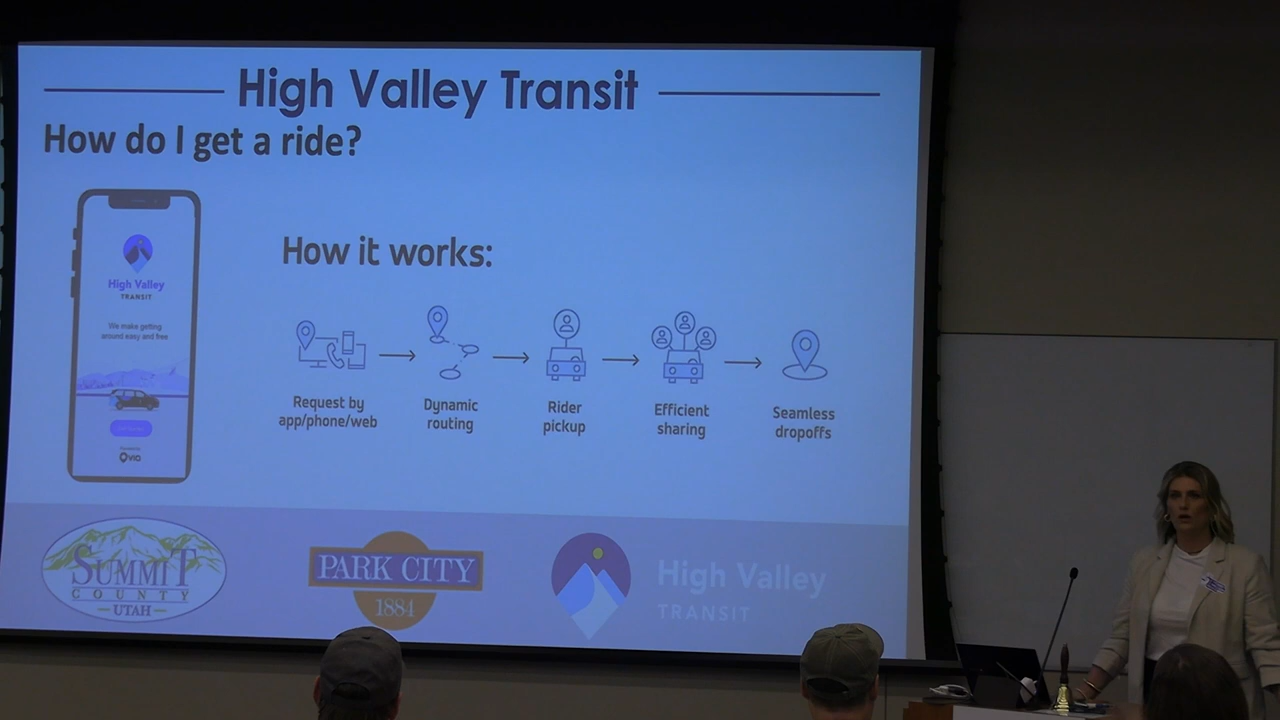 High Valley Transit
How do I get a ride?
High Valley
TRANSIT
We make getting
around easy and free
via
How it works:
Request by
app/phone/web
Dynamic
routing
Rider
pickup
Efficient
sharing
Seamless
dropoffs
SUMMIT
COUNTY
UTAH
PARK CITY
1884
High Valley
TRANSIT